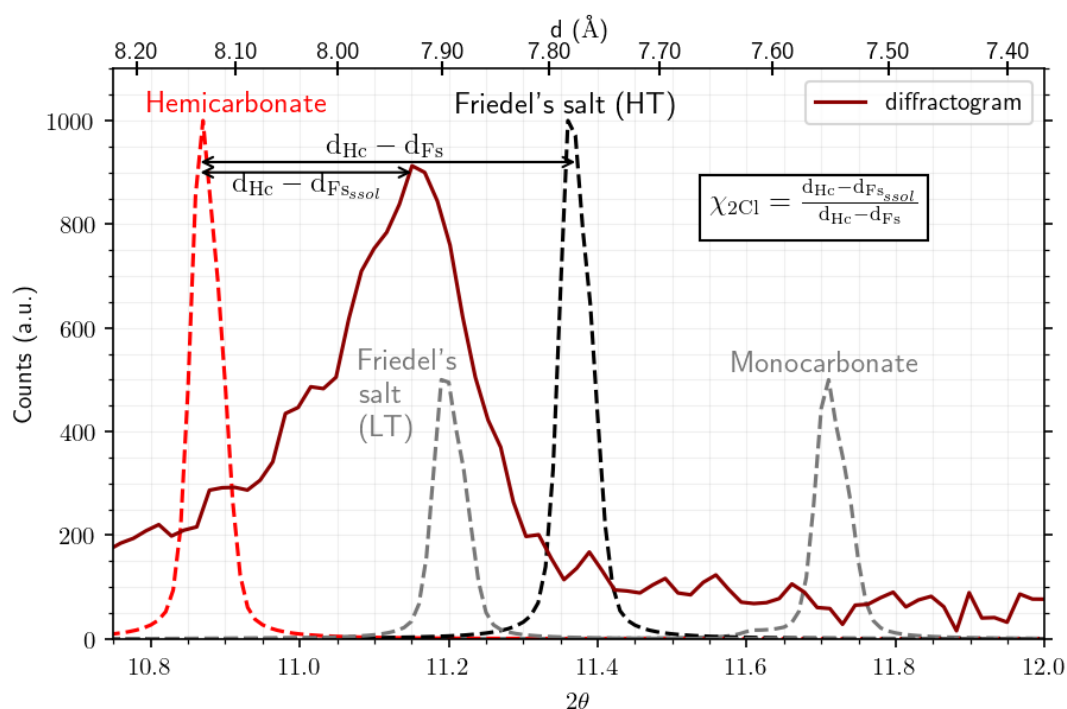 d (Å)
8.20 8.10 8.00 7.90 7.80 7.70 7.60 7.50 7.40
Hemicarbonate
Friedel's salt (HT)
diffractogram
d_Hc − d_Fs
d_Hc − d_Fs_ssol
χ_2Cl = (d_Hc−d_Fs_ssol)/(d_Hc−d_Fs)
Friedel's
salt
(LT)
Monocarbonate
Counts (a.u.)
1000
800
600
400
200
0
10.8 11.0 11.2 11.4 11.6 11.8 12.0
2θ